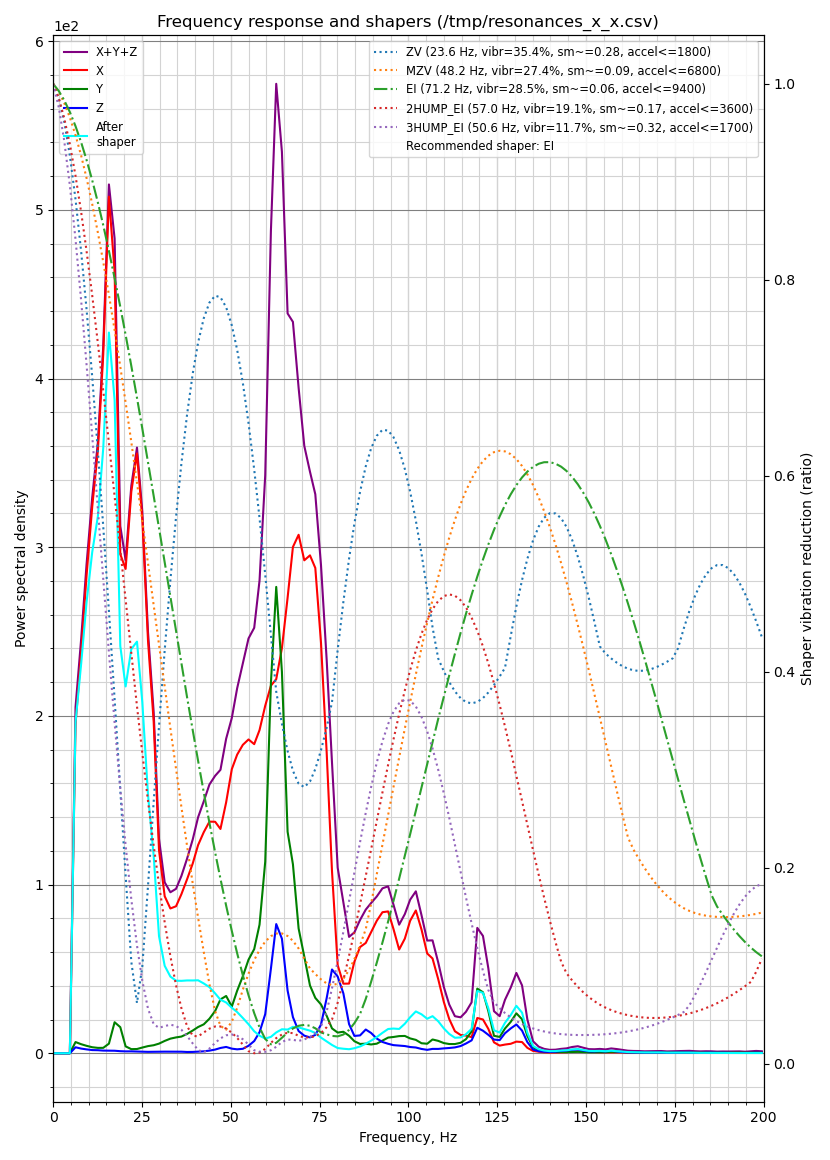 Frequency response and shapers (/tmp/resonances_x_x.csv)
1e2
X+Y+Z
X
Y
Z
After
shaper
ZV (23.6 Hz, vibr=35.4%, sm~=0.28, accel<=1800)
MZV (48.2 Hz, vibr=27.4%, sm~=0.09, accel<=6800)
EI (71.2 Hz, vibr=28.5%, sm~=0.06, accel<=9400)
2HUMP_EI (57.0 Hz, vibr=19.1%, sm~=0.17, accel<=3600)
3HUMP_EI (50.6 Hz, vibr=11.7%, sm~=0.32, accel<=1700)
Recommended shaper: EI
6
5
4
3
2
1
0
Power spectral density
1.0
0.8
0.6
0.4
0.2
0.0
Shaper vibration reduction (ratio)
0 25 50 75 100 125 150 175 200
Frequency, Hz